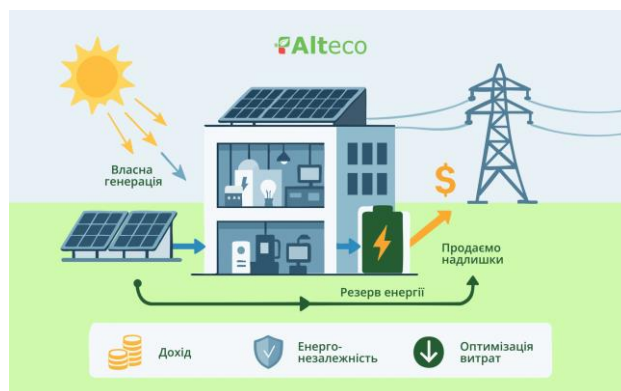 Alteco
Власна
генерація
$
Продаємо
надлишки
Резерв енергії
Дохід
Енерго-
незалежність
Оптимізація
витрат